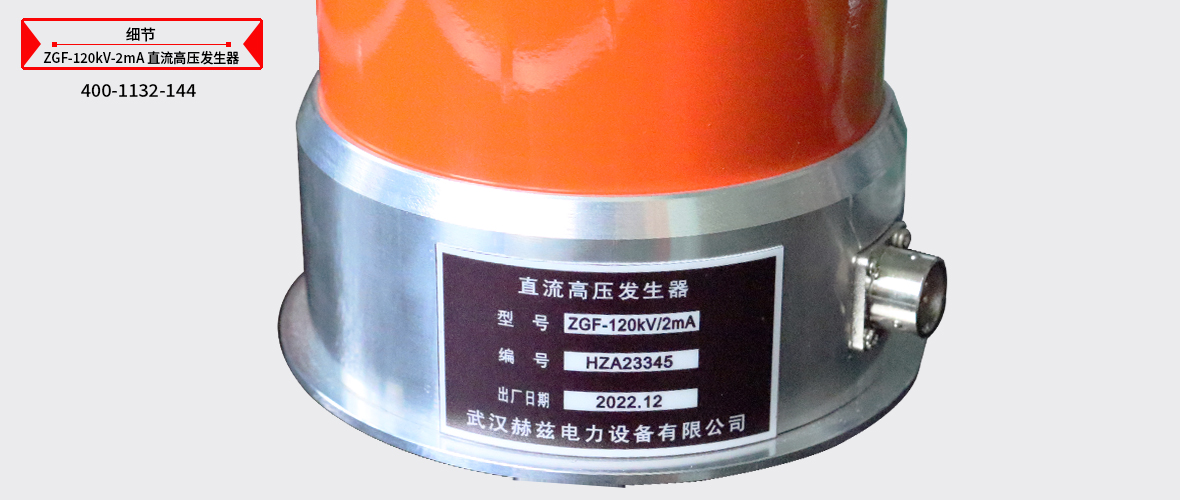 细节
ZGF-120kV-2mA 直流高压发生器
400-1132-144
直流高压发生器
型 号 ZGF-120kV/2mA
编 号 HZA23345
出厂日期 2022.12
武汉赫兹电力设备有限公司